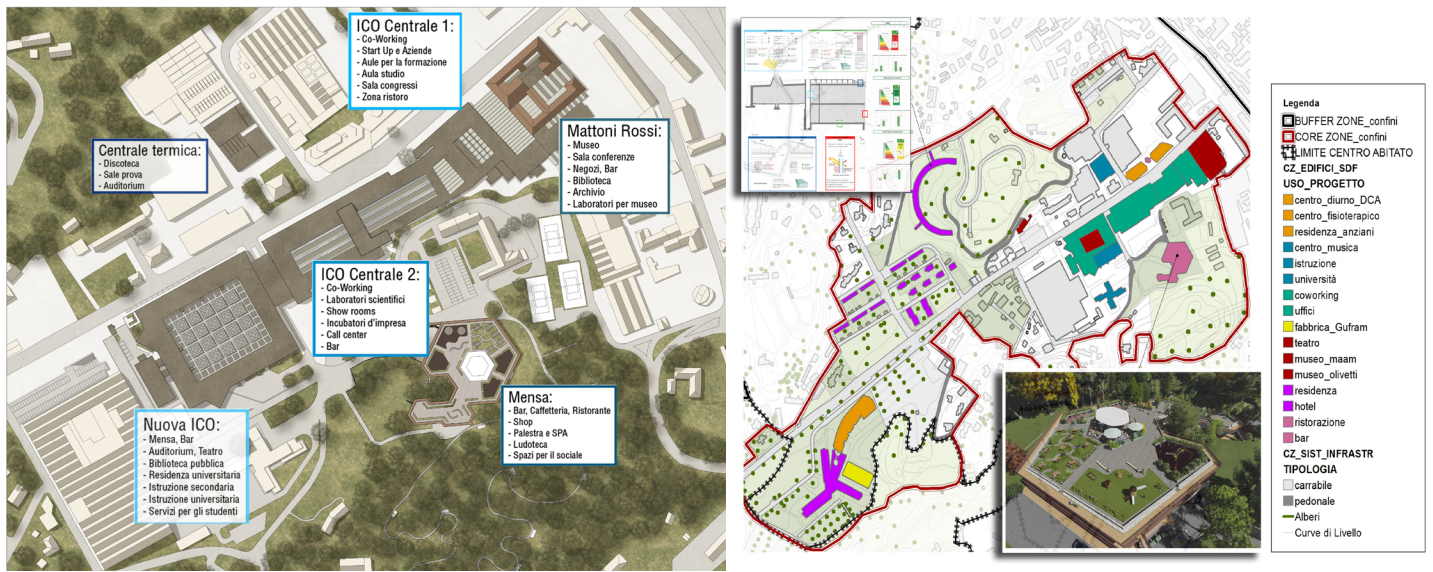 ICO Centrale 1:
- Co-Working
- Start Up e Aziende
- Aule per la formazione
- Aula studio
- Sala congressi
- Zona ristoro
Centrale termica:
- Discoteca
- Sale prova
- Auditorium
Mattoni Rossi:
- Museo
- Sala conferenze
- Negozi, Bar
- Biblioteca
- Archivio
- Laboratori per museo
ICO Centrale 2:
- Co-Working
- Laboratori scientifici
- Show rooms
- Incubatori d'impresa
- Call center
- Bar
Mensa:
- Bar, Caffetteria, Ristorante
- Shop
- Palestra e SPA
- Ludoteca
- Spazi per il sociale
Nuova ICO:
- Mensa, Bar
- Auditorium, Teatro
- Biblioteca pubblica
- Residenza universitaria
- Istruzione secondaria
- Istruzione universitaria
- Servizi per gli studenti
Legenda
BUFFER ZONE_confini
CORE ZONE_confini
LIMITE CENTRO ABITATO
CZ_EDIFICI_SDF
USO_PROGETTO
centro_diurno_DCA
centro_fisioterapico
residenza_anziani
centro_musica
istruzione
università
coworking
uffici
fabbrica_Gufram
teatro
museo_maam
museo_olivetti
residenza
hotel
ristorazione
bar
CZ_SIST_INFRASTR
TIPOLOGIA
carrabile
pedonale
Alberi
Curve di Livello